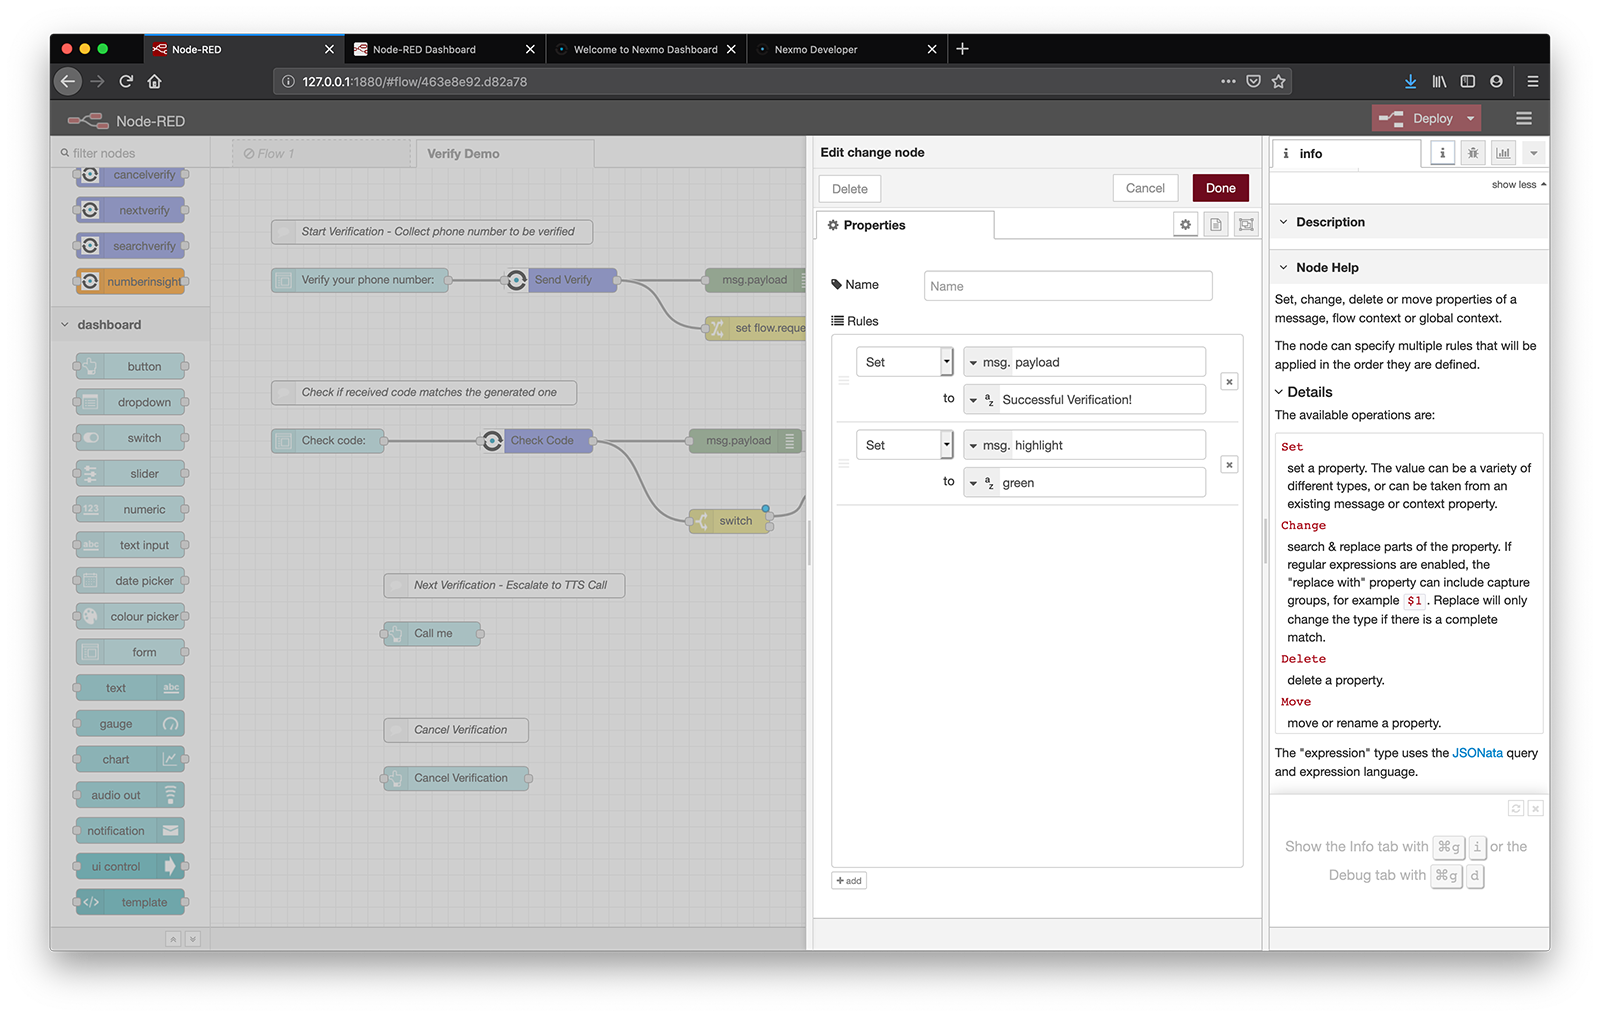 Node-RED
Node-RED Dashboard
Welcome to Nexmo Dashboard
Nexmo Developer
127.0.0.1:1880/#flow/463e8e92.d82a78
Node-RED
Deploy
filter nodes
cancelverify
nextverify
searchverify
numberinsight
dashboard
button
dropdown
switch
slider
123 numeric
abc text input
date picker
colour picker
form
text abc
gauge
chart
audio out
notification
ui control
</> template
Flow 1
Verify Demo
Start Verification - Collect phone number to be verified
Verify your phone number:
Send Verify
msg.payload
set flow.reque
Check if received code matches the generated one
Check code:
Check Code
msg.payload
switch
Next Verification - Escalate to TTS Call
Call me
Cancel Verification
Cancel Verification
Edit change node
Delete
Cancel
Done
Properties
Name
Name
Rules
Set
msg. payload
to
a z Successful Verification!
Set
msg. highlight
to
a z green
+ add
i info
i
show less
Description
Node Help
Set, change, delete or move properties of a
message, flow context or global context.
The node can specify multiple rules that will be
applied in the order they are defined.
Details
The available operations are:
Set
set a property. The value can be a variety of
different types, or can be taken from an
existing message or context property.
Change
search & replace parts of the property. If
regular expressions are enabled, the
"replace with" property can include capture
groups, for example $1 . Replace will only
change the type if there is a complete
match.
Delete
delete a property.
Move
move or rename a property.
The "expression" type uses the JSONata query
and expression language.
Show the Info tab with ⌘g i or the
Debug tab with ⌘g d